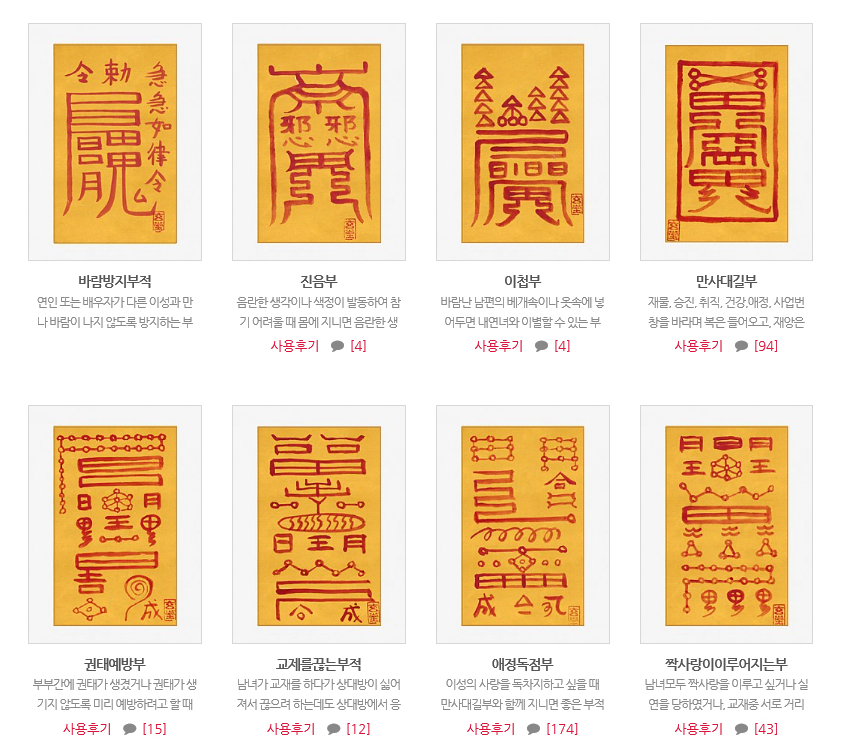 令 勅 急急如律令
邪 邪
바람방지부적
연인 또는 배우자가 다른 이성과 만
나 바람이 나지 않도록 방지하는 부
진음부
음란한 생각이나 색정이 발동하여 참
기 어려울 때 몸에 지니면 음란한 생
사용후기 [4]
이첩부
바람난 남편의 베개속이나 옷속에 넣
어두면 내연녀와 이별할 수 있는 부
사용후기 [4]
만사대길부
재물, 승진, 취직, 건강,애정, 사업번
창을 바라며 복은 들어오고, 재앙은
사용후기 [94]
日 月
日 王 月
合
成
成
成
권태예방부
부부간에 권태가 생겼거나 권태가 생
기지 않도록 미리 예방하려고 할 때
사용후기 [15]
교제를끊는부적
남녀가 교재를 하다가 상대방이 싫어
져서 끊으려 하는데도 상대방에서 응
사용후기 [12]
애정독점부
이성의 사랑을 독차지하고 싶을 때
만사대길부와 함께 지니면 좋은 부적
사용후기 [174]
짝사랑이이루어지는부
남녀모두 짝사랑을 이루고 싶거나 실
연을 당하였거나, 교재중 서로 거리
사용후기 [43]